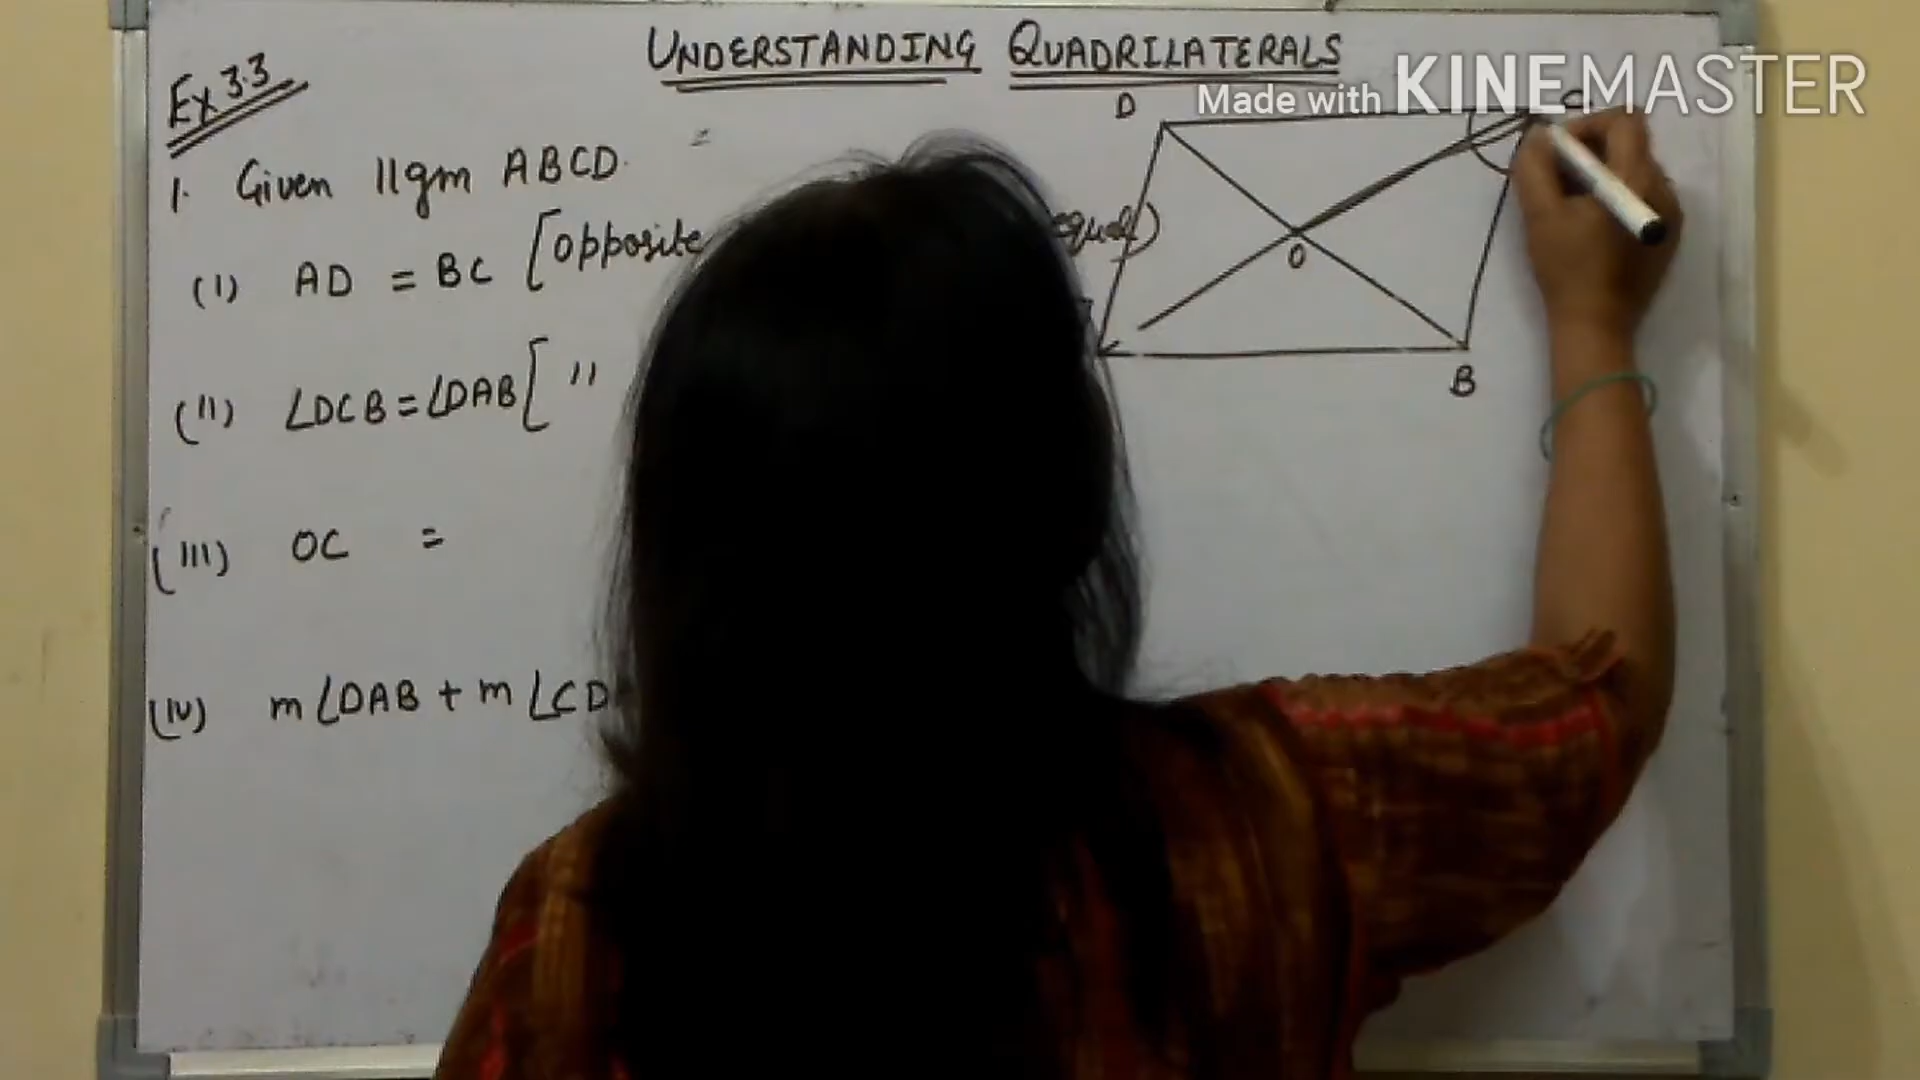 UNDERSTANDING QUADRILATERALS
Made with KINEMASTER
Ex 3.3
1. Given ||gm ABCD.
=
(i) AD = BC [opposite equal)
(ii) ∠DCB = ∠DAB [ "
(iii) OC =
(iv) m∠DAB + m∠CD
D
C
O
B